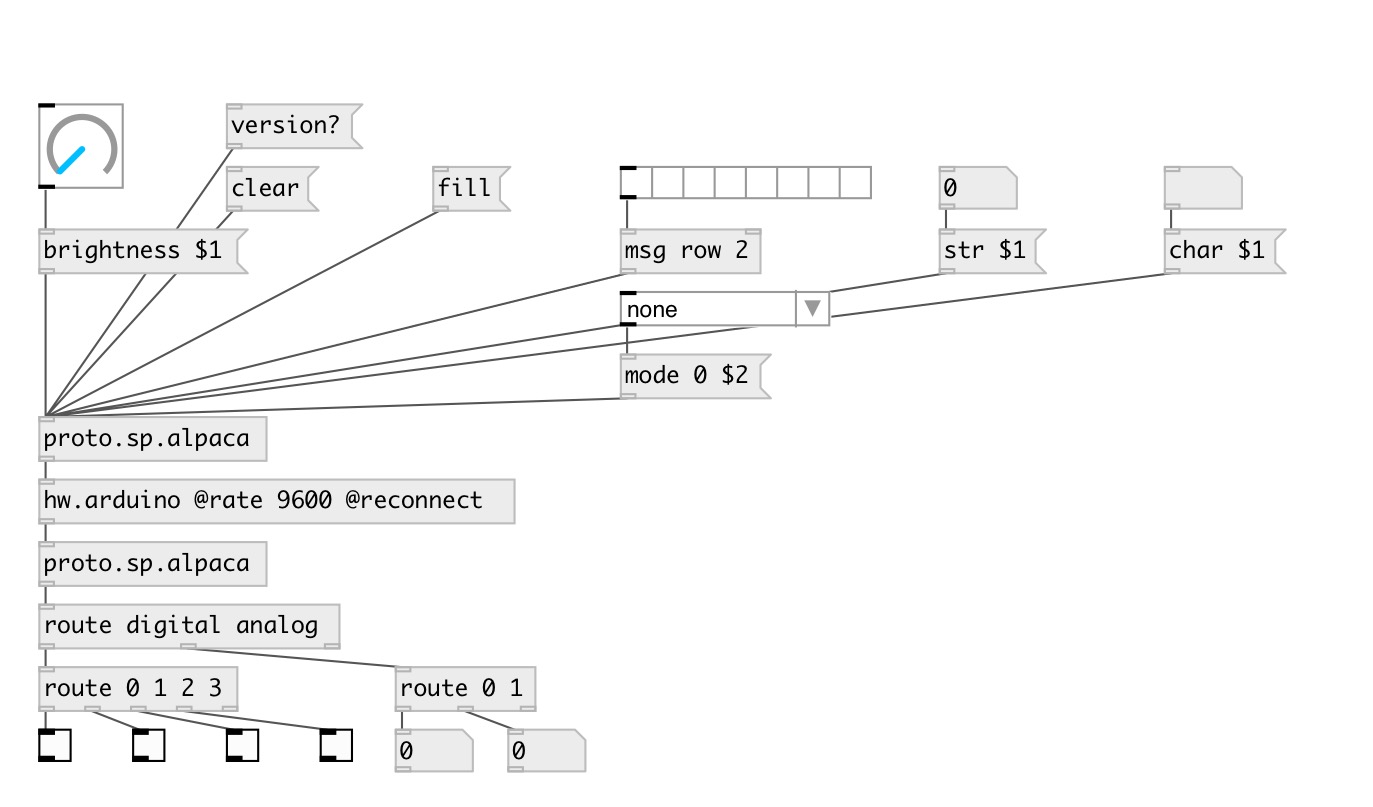 version?
clear
fill
0
brightness $1
msg row 2
str $1
char $1
none
mode 0 $2
proto.sp.alpaca
hw.arduino @rate 9600 @reconnect
proto.sp.alpaca
route digital analog
route 0 1 2 3
route 0 1
0
0